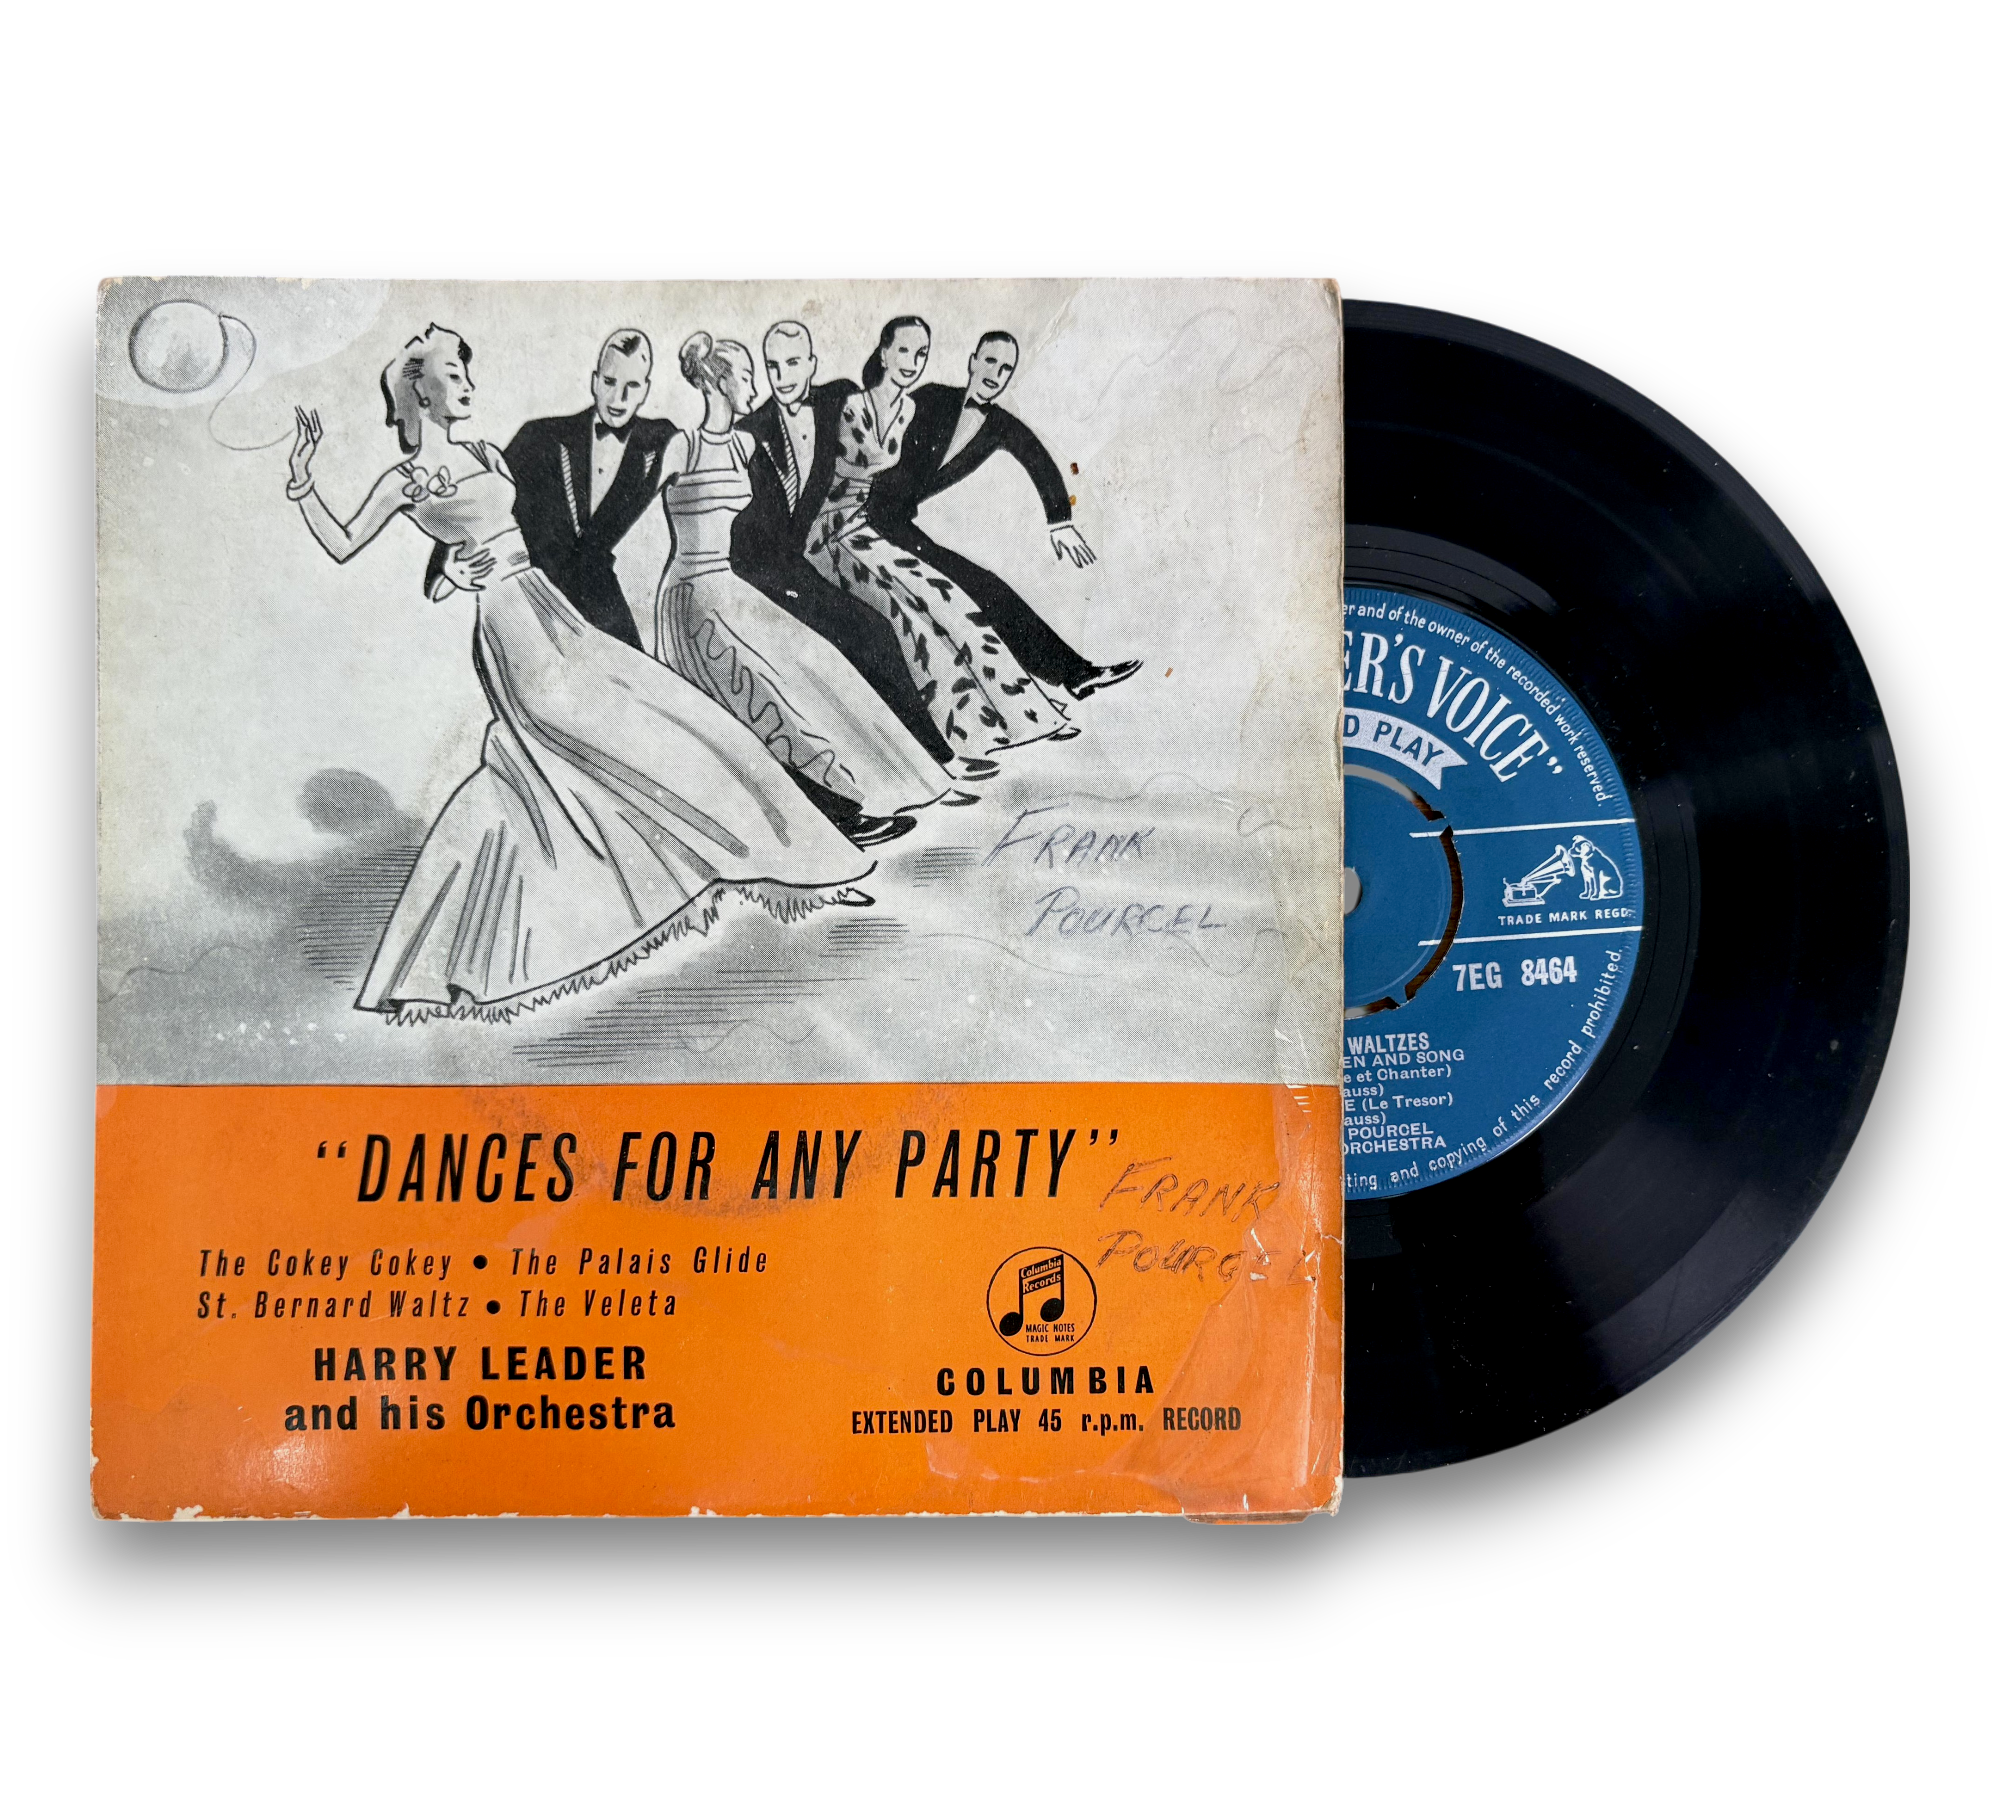 FRANK
POURCEL
“DANCES FOR ANY PARTY”
FRANK
POURCEL
The Cokey Cokey • The Palais Glide
St. Bernard Waltz • The Veleta
HARRY LEADER
and his Orchestra
Columbia
Records
MAGIC NOTES
TRADE MARK
COLUMBIA
EXTENDED PLAY 45 r.p.m. RECORD
er and of the owner of the recorded work reserved.
ER'S VOICE”
D PLAY
TRADE MARK REGD.
7EG 8464
WALTZES
EN AND SONG
e et Chanter)
auss)
E (Le Tresor)
auss)
POURCEL
ORCHESTRA
ting and copying of this record prohibited.